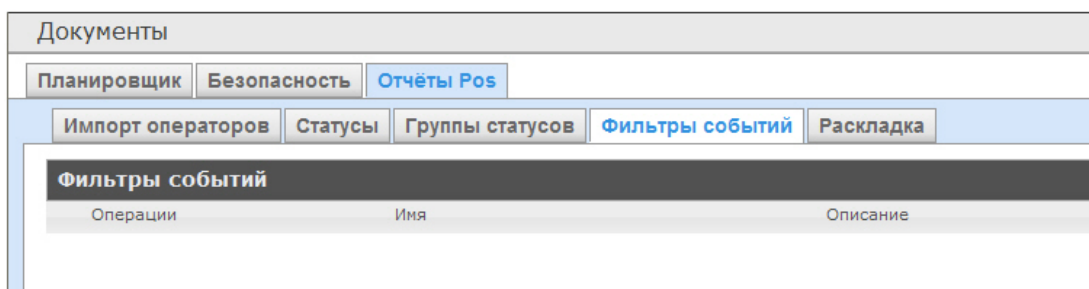 Документы
Планировщик Безопасность Отчёты Pos
Импорт операторов Статусы Группы статусов Фильтры событий Раскладка
Фильтры событий
Операции Имя Описание